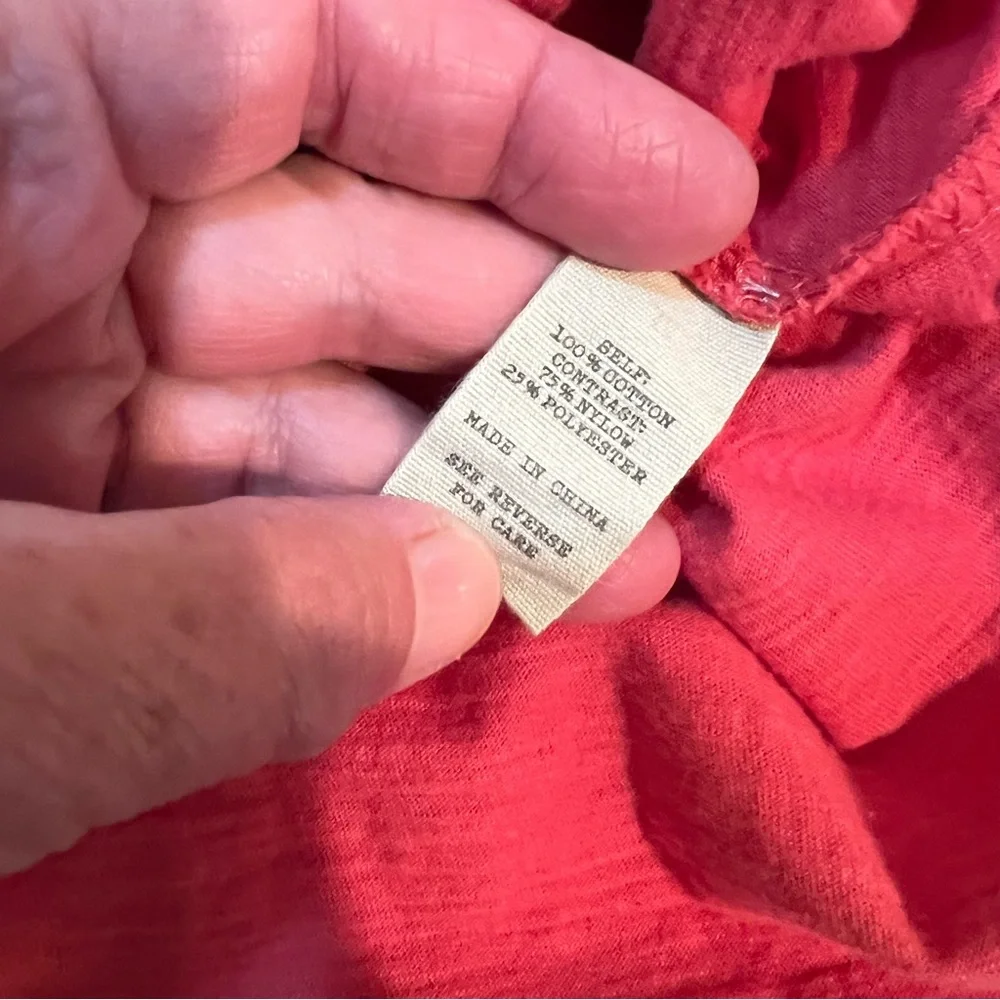 SELF:
100% COTTON
CONTRAST:
75% NYLON
25% POLYESTER
MADE IN CHINA
SEE REVERSE
FOR CARE